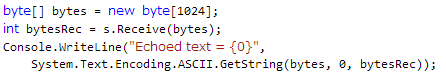 byte[] bytes = new byte[1024];
int bytesRec = s.Receive(bytes);
Console.WriteLine("Echoed text = {0}",
    System.Text.Encoding.ASCII.GetString(bytes, 0, bytesRec));